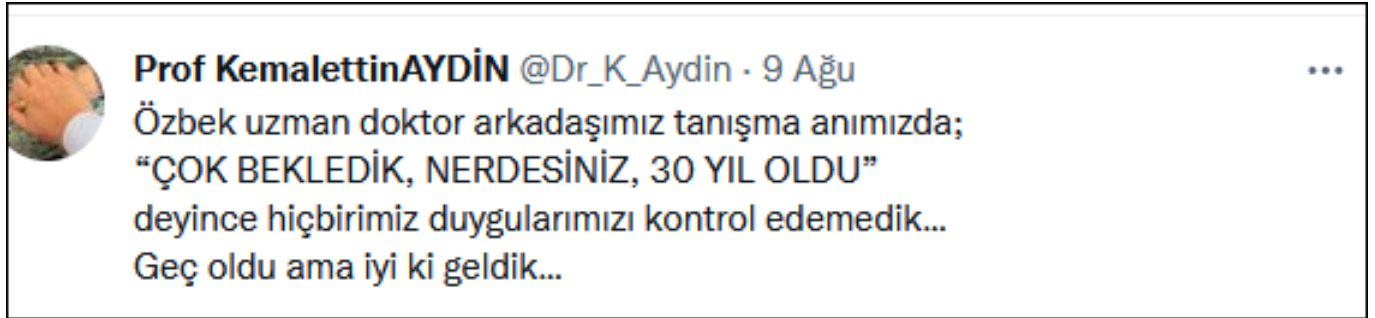 Prof KemalettinAYDİN @Dr_K_Aydin · 9 Ağu
Özbek uzman doktor arkadaşımız tanışma anımızda;
“ÇOK BEKLEDİK, NERDESİNİZ, 30 YIL OLDU”
deyince hiçbirimiz duygularımızı kontrol edemedik...
Geç oldu ama iyi ki geldik...